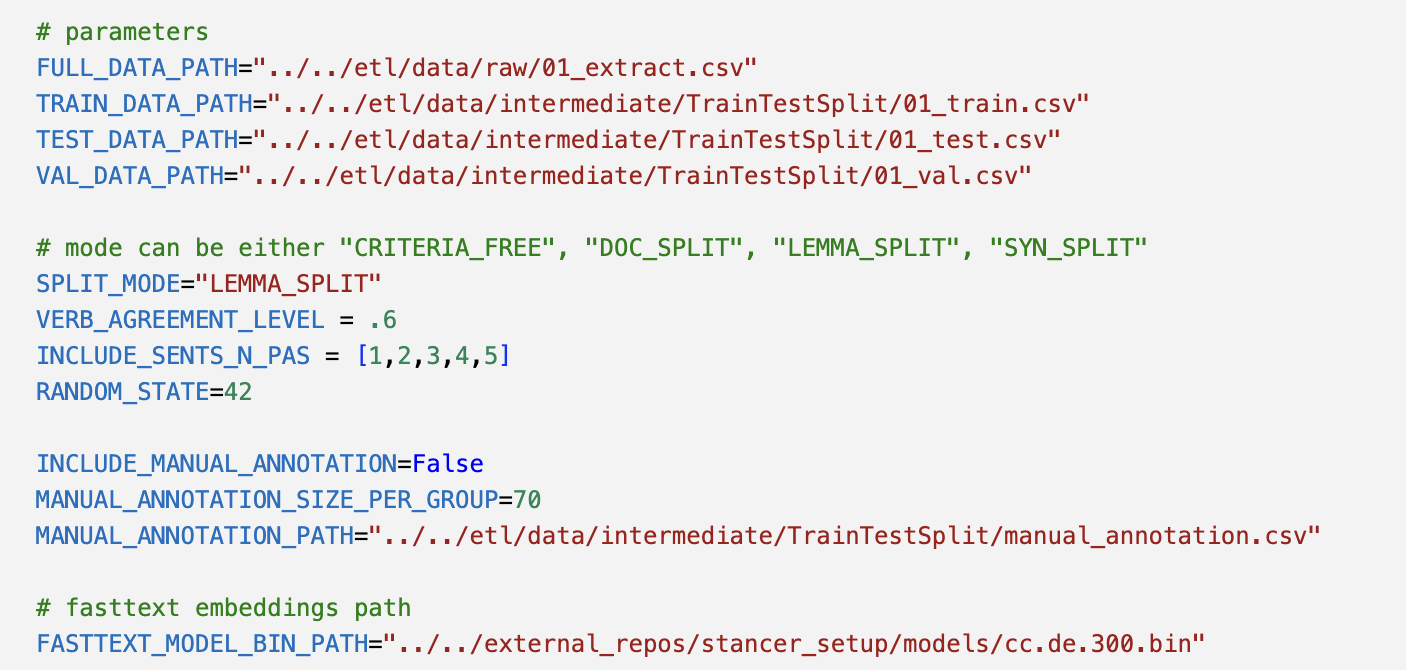 # parameters
FULL_DATA_PATH="../../etl/data/raw/01_extract.csv"
TRAIN_DATA_PATH="../../etl/data/intermediate/TrainTestSplit/01_train.csv"
TEST_DATA_PATH="../../etl/data/intermediate/TrainTestSplit/01_test.csv"
VAL_DATA_PATH="../../etl/data/intermediate/TrainTestSplit/01_val.csv"
# mode can be either "CRITERIA_FREE", "DOC_SPLIT", "LEMMA_SPLIT", "SYN_SPLIT"
SPLIT_MODE="LEMMA_SPLIT"
VERB_AGREEMENT_LEVEL = .6
INCLUDE_SENTS_N_PAS = [1,2,3,4,5]
RANDOM_STATE=42
INCLUDE_MANUAL_ANNOTATION=False
MANUAL_ANNOTATION_SIZE_PER_GROUP=70
MANUAL_ANNOTATION_PATH="../../etl/data/intermediate/TrainTestSplit/manual_annotation.csv"
# fasttext embeddings path
FASTTEXT_MODEL_BIN_PATH="../../external_repos/stancer_setup/models/cc.de.300.bin"